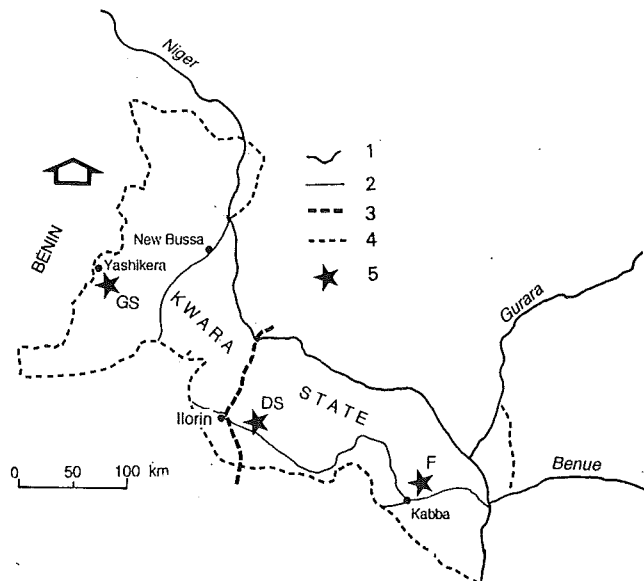 Niger
1
2
3
4
5
BENIN
New Bussa
Yashikera
GS
KWARA
STATE
Gurara
Ilorin
DS
F
Kabba
Benue
0 50 100 km